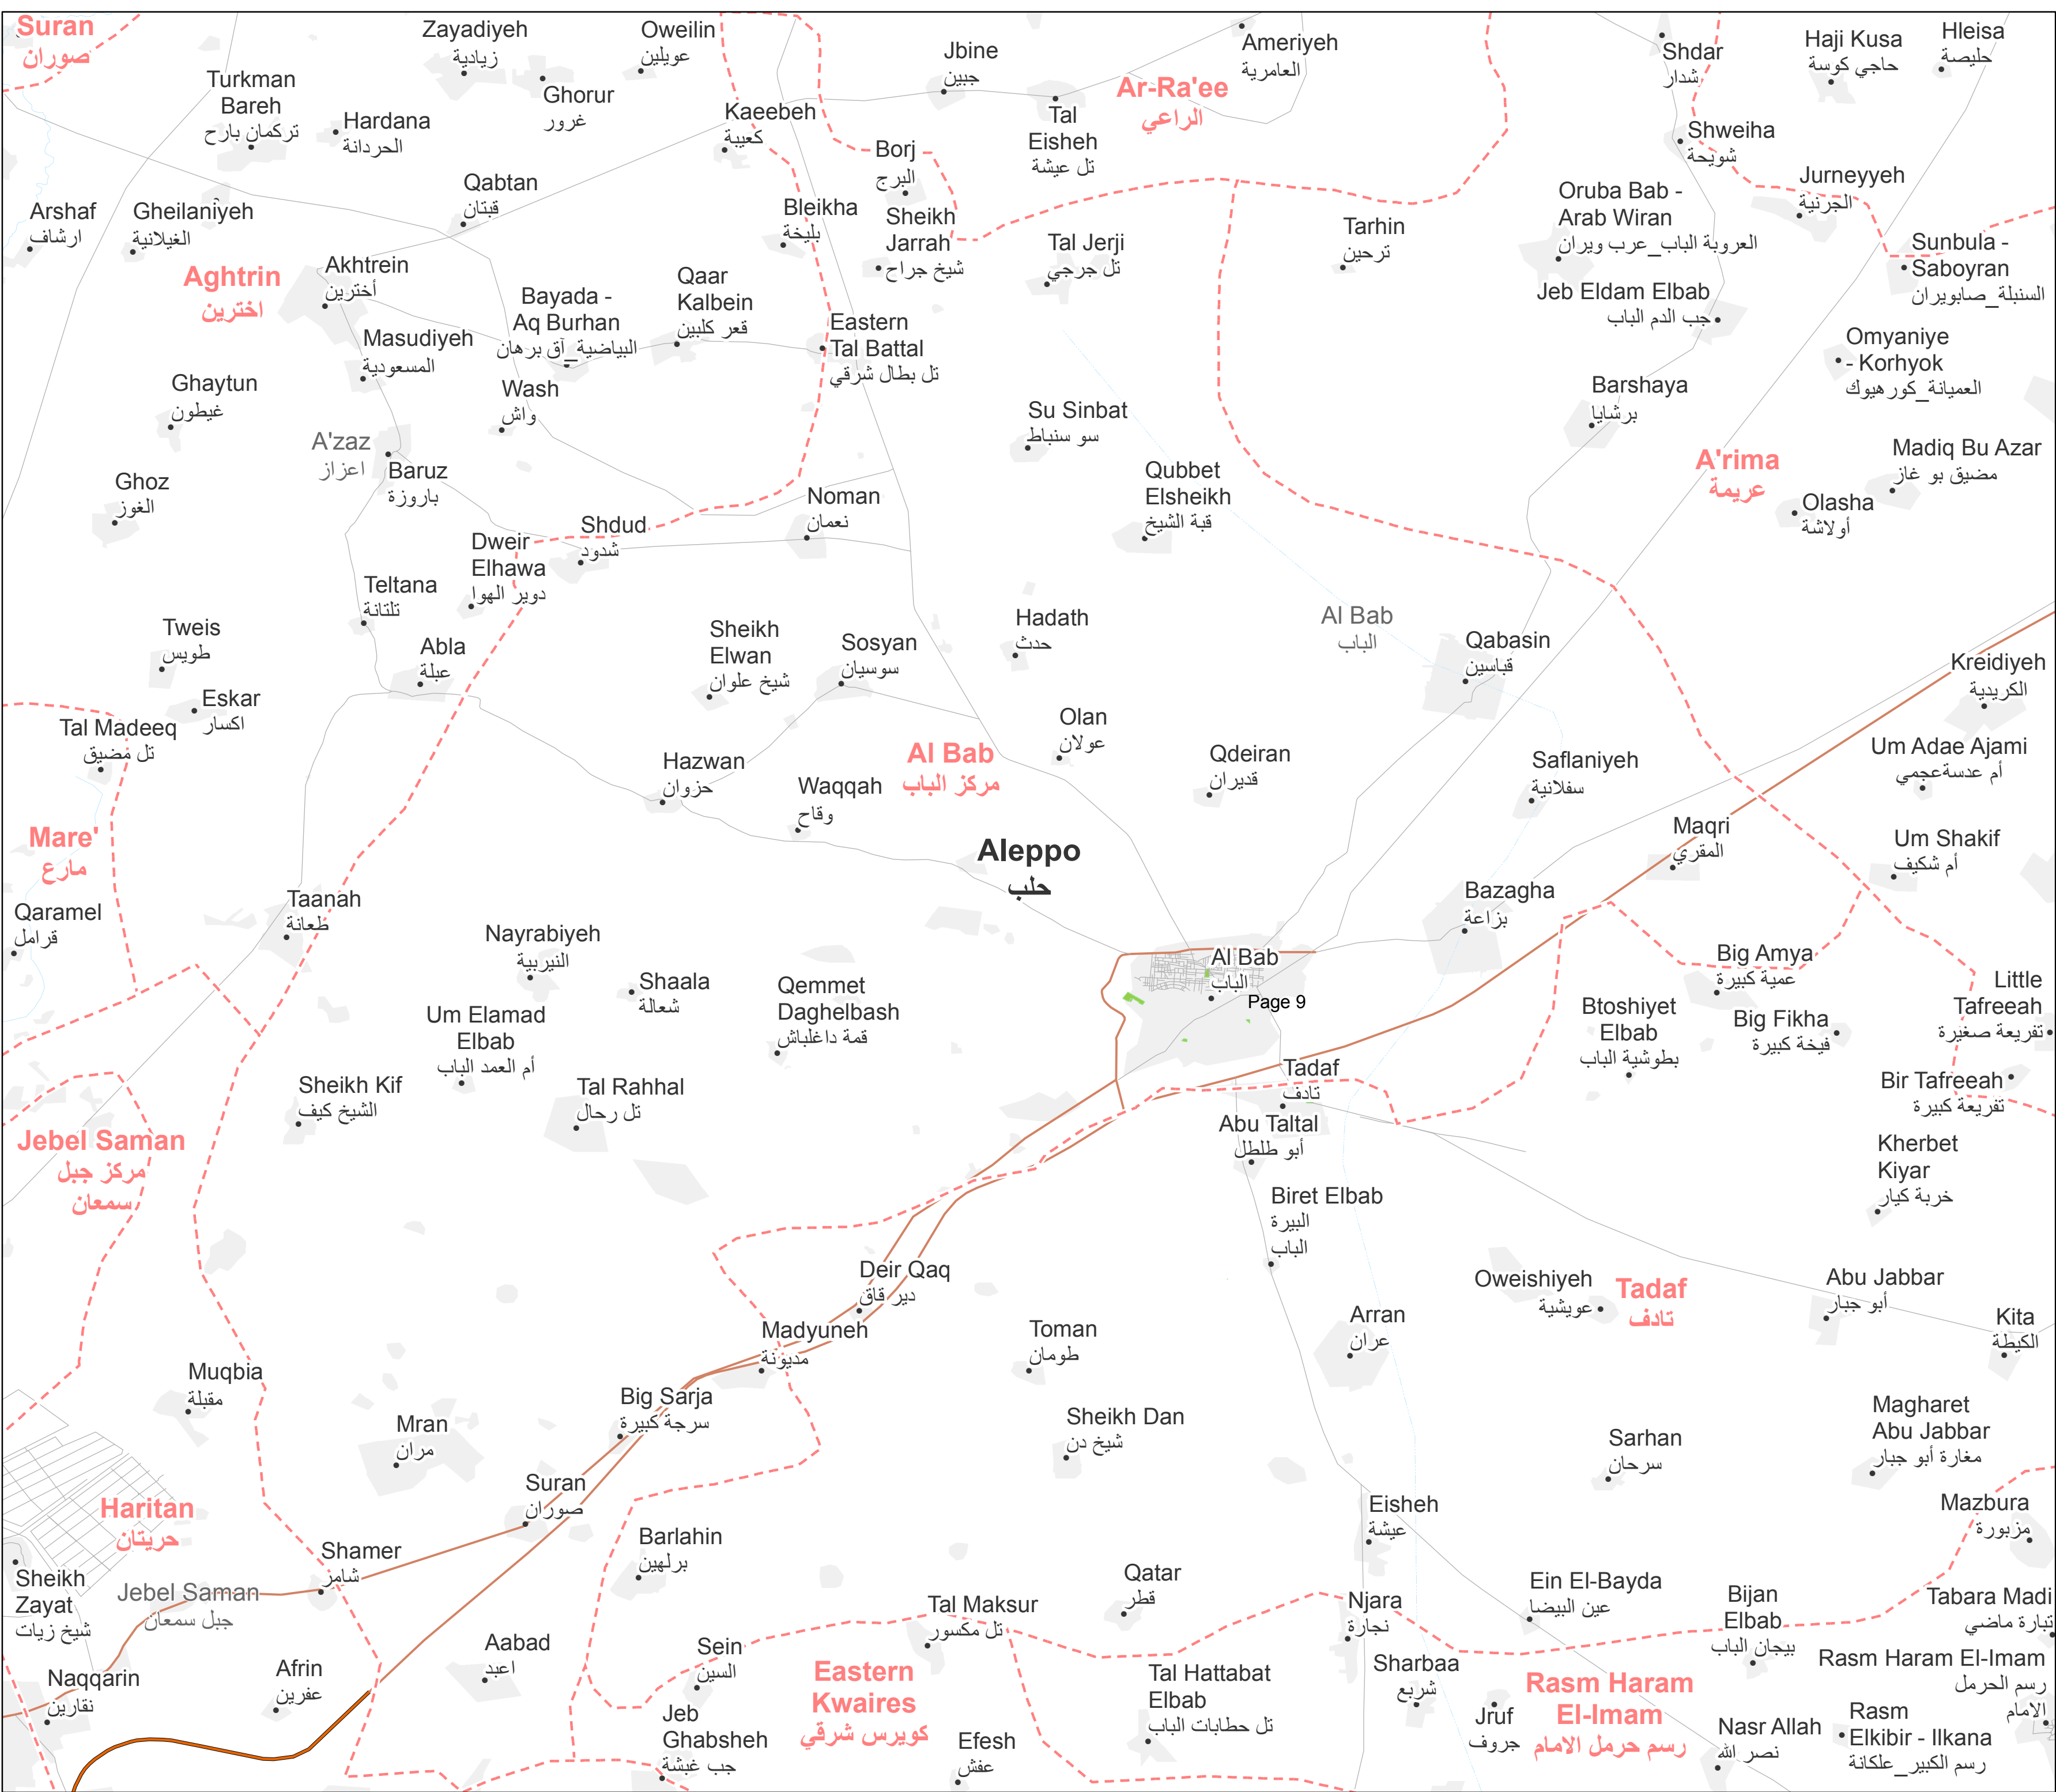 Suran
صوران
Zayadiyeh
زيادية
Oweilin
عويلين
Jbine
جبين
Ameriyeh
العامرية
Shdar
شدار
Haji Kusa
حاجي كوسة
Hleisa
حليصة
Turkman
Bareh
تركمان بارح
Hardana
الحردانة
Ghorur
غرور
Kaeebeh
كعيبة
Tal
Eisheh
تل عيشة
Ar-Ra'ee
الراعي
Borj
البرج
Shweiha
شويحة
Jurneyyeh
الجرنية
Arshaf
ارشاف
Gheilaniyeh
الغيلانية
Qabtan
قبتان
Bleikha
بليخة
Sheikh
Jarrah
شيخ جراح
Tal Jerji
تل جرجي
Tarhin
ترحين
Oruba Bab -
Arab Wiran
العروبة الباب_عرب ويران
Sunbula -
Saboyran
السنبلة_صابويران
Aghtrin
اخترين
Akhtrein
أخترين
Bayada -
Aq Burhan
البياضية_آق برهان
Qaar
Kalbein
قعر كلبين
Eastern
Tal Battal
تل بطال شرقي
Jeb Eldam Elbab
جب الدم الباب
Omyaniye
- Korhyok
العميانة_كورهيوك
Masudiyeh
المسعودية
Ghaytun
غيطون
Wash
واش
Su Sinbat
سو سنباط
Barshaya
برشايا
A'zaz
اعزاز
Baruz
باروزة
Qubbet
Elsheikh
قبة الشيخ
A'rima
عريمة
Madiq Bu Azar
مضيق بو غاز
Olasha
أولاشة
Ghoz
الغوز
Noman
نعمان
Shdud
شدود
Dweir
Elhawa
دوير الهوا
Teltana
تلتانة
Tweis
طويس
Abla
عبلة
Sheikh
Elwan
شيخ علوان
Sosyan
سوسيان
Hadath
حدث
Al Bab
الباب
Qabasin
قباسين
Kreidiyeh
الكريدية
Eskar
اكسار
Tal Madeeq
تل مضيق
Hazwan
حزوان
Waqqah
وقاح
Al Bab
مركز الباب
Olan
عولان
Qdeiran
قديران
Saflaniyeh
سفلانية
Um Adae Ajami
أم عدسةعجمي
Mare'
مارع
Aleppo
حلب
Maqri
المقري
Um Shakif
أم شكيف
Qaramel
قرامل
Taanah
طعانة
Nayrabiyeh
النيربية
Shaala
شعالة
Qemmet
Daghelbash
قمة داغلباش
Bazagha
بزاعة
Al Bab
الباب
Page 9
Big Amya
عمية كبيرة
Little
Tafreeah
تفريعة صغيرة
Um Elamad
Elbab
أم العمد الباب
Btoshiyet
Elbab
بطوشية الباب
Big Fikha
فيخة كبيرة
Bir Tafreeah
تفريعة كبيرة
Sheikh Kif
الشيخ كيف
Tal Rahhal
تل رحال
Tadaf
تادف
Abu Taltal
أبو طلطل
Jebel Saman
مركز جبل
سمعان
Kherbet
Kiyar
خربة كيار
Biret Elbab
البيرة
الباب
Deir Qaq
دير قاق
Oweishiyeh
عويشية
Tadaf
تادف
Abu Jabbar
أبو جبار
Kita
الكيطة
Madyuneh
مديونة
Toman
طومان
Arran
عران
Muqbia
مقبلة
Big Sarja
سرجة كبيرة
Mran
مران
Sheikh Dan
شيخ دن
Sarhan
سرحان
Magharet
Abu Jabbar
مغارة أبو جبار
Suran
صوران
Haritan
حريتان
Eisheh
عيشة
Mazbura
مزبورة
Shamer
شامر
Barlahin
برلهين
Sheikh
Zayat
شيخ زيات
Jebel Saman
جبل سمعان
Qatar
قطر
Tal Maksur
تل مكسور
Njara
نجارة
Ein El-Bayda
عين البيضا
Bijan
Elbab
بيجان الباب
Tabara Madi
تبارة ماضي
Aabad
اعبد
Sein
السين
Naqqarin
نقارين
Afrin
عفرين
Eastern
Kwaires
كويرس شرقي
Tal Hattabat
Elbab
تل حطابات الباب
Sharbaa
شربع
Rasm Haram
El-Imam
رسم حرمل الامام
Rasm Haram El-Imam
رسم الحرمل
الامام
Jeb
Ghabsheh
جب غبشة
Efesh
عفش
Jruf
جروف
Nasr Allah
نصر الله
Rasm
Elkibir - Ilkana
رسم الكبير_علكانة